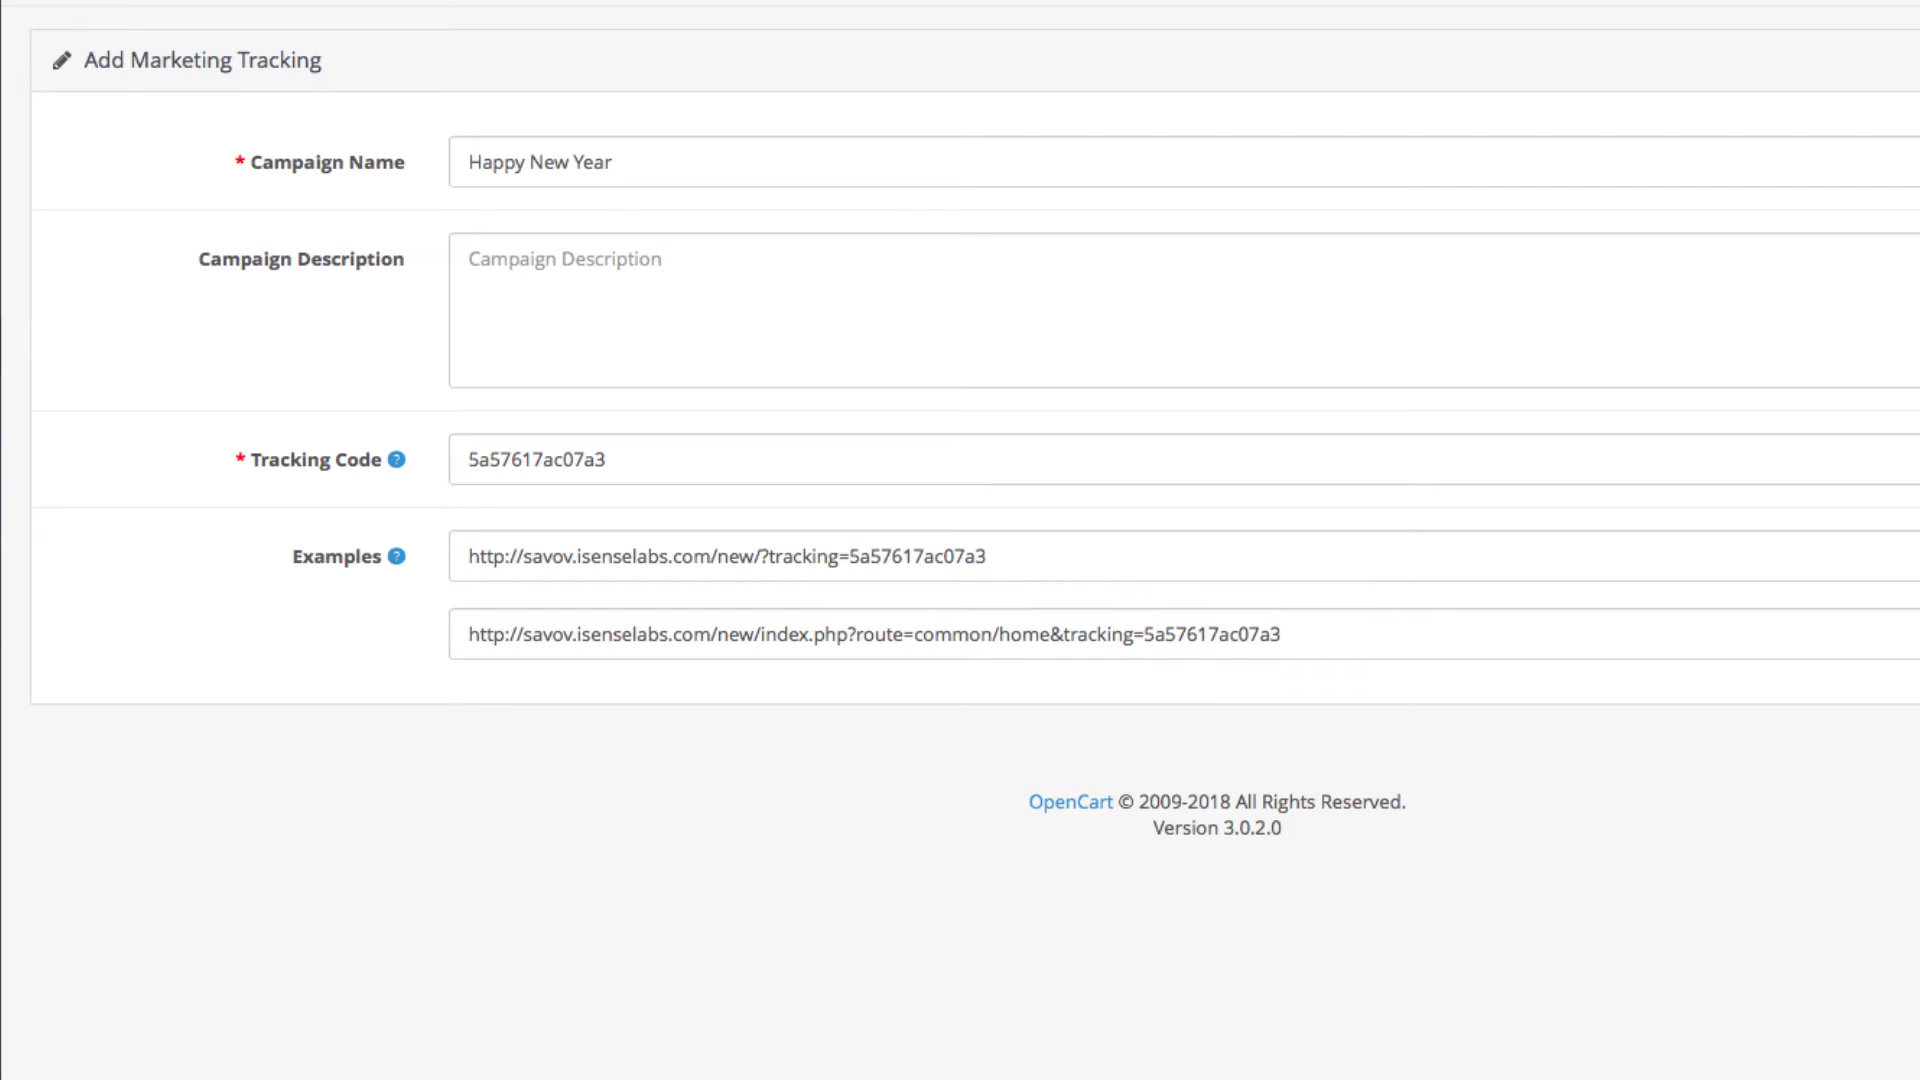 Add Marketing Tracking
* Campaign Name
Happy New Year
Campaign Description
Campaign Description
* Tracking Code ?
5a57617ac07a3
Examples ?
http://savov.isenselabs.com/new/?tracking=5a57617ac07a3
http://savov.isenselabs.com/new/index.php?route=common/home&tracking=5a57617ac07a3
OpenCart © 2009-2018 All Rights Reserved.
Version 3.0.2.0